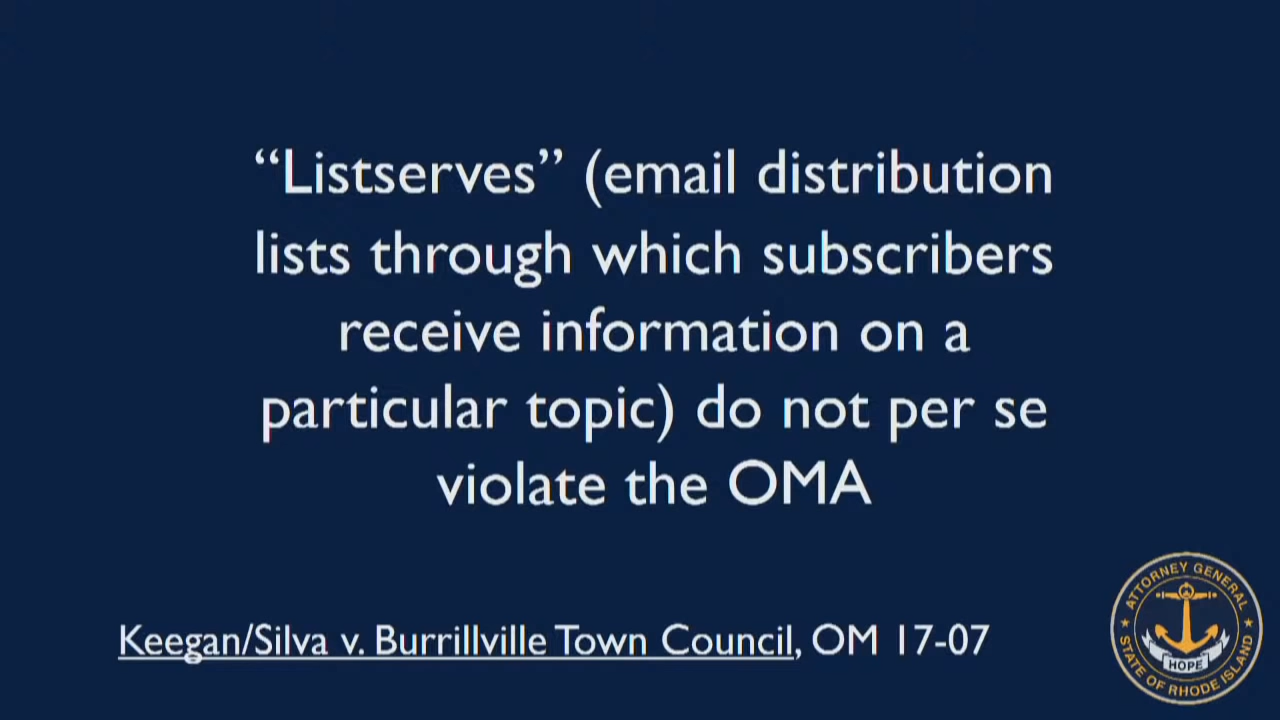 “Listserves” (email distribution
lists through which subscribers
receive information on a
particular topic) do not per se
violate the OMA
Keegan/Silva v. Burrillville Town Council, OM 17-07
ATTORNEY GENERAL
HOPE
STATE OF RHODE ISLAND